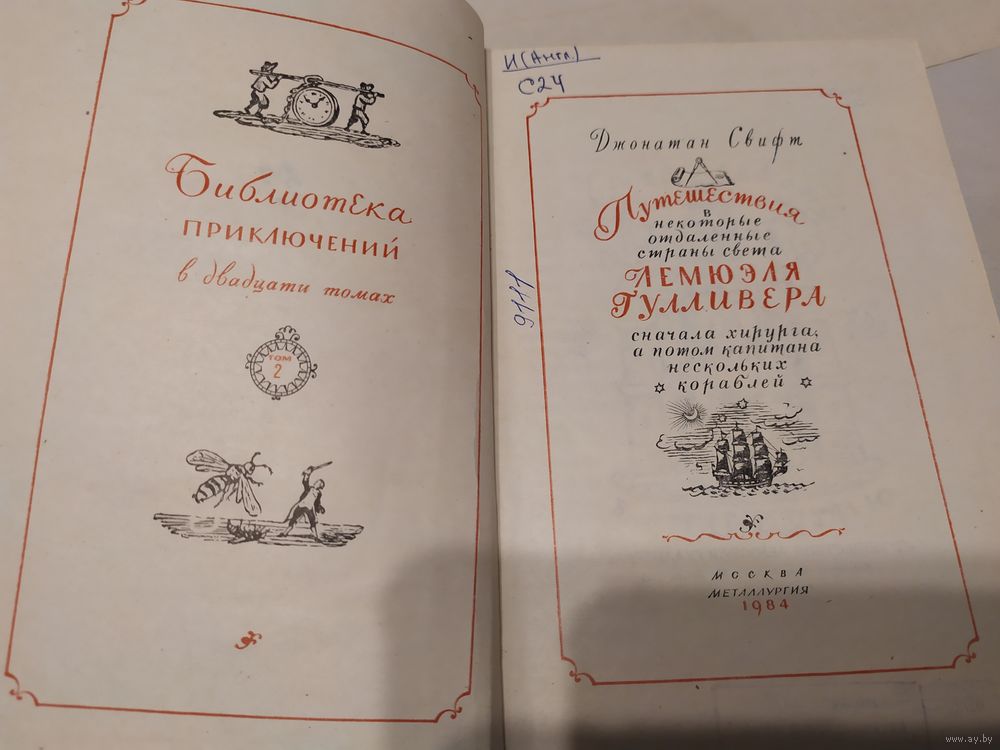 Библиотека
приключений
в двадцати томах
том
2
И(Англ.)
С24
9111
Джонатан Свифт
Путешествия
в
некоторые
отдаленные
страны света
Лемюэля
Гулливера
сначала хирурга,
а потом капитана
нескольких
кораблей
Москва
Металлургия
1984
www.ay.by